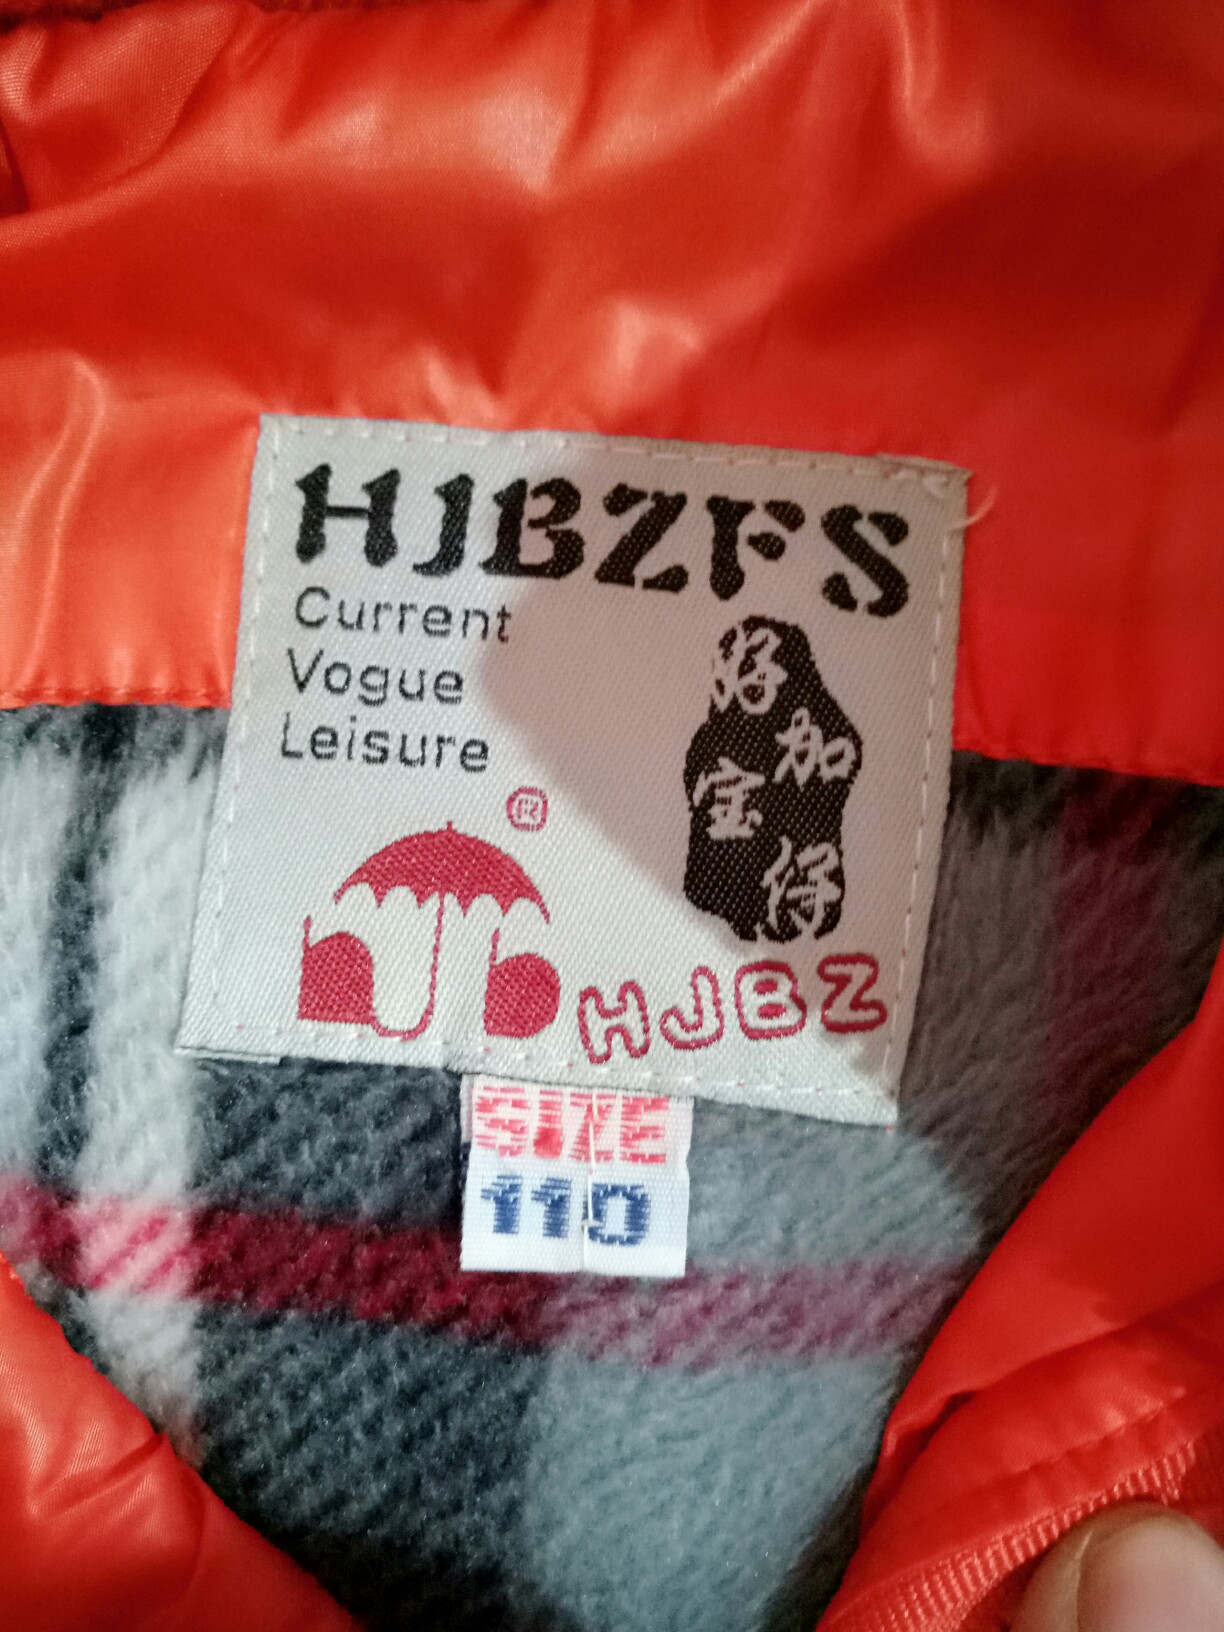 HJBZFS
Current
Vogue
Leisure
好加宝仔
®
HJBZ
SIZE
110